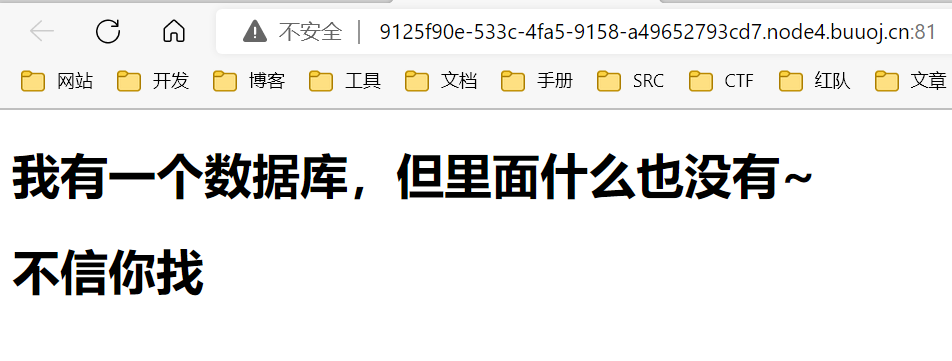 不安全 | 9125f90e-533c-4fa5-9158-a49652793cd7.node4.buuoj.cn:81
网站 开发 博客 工具 文档 手册 SRC CTF 红队 文章
我有一个数据库，但里面什么也没有~
不信你找